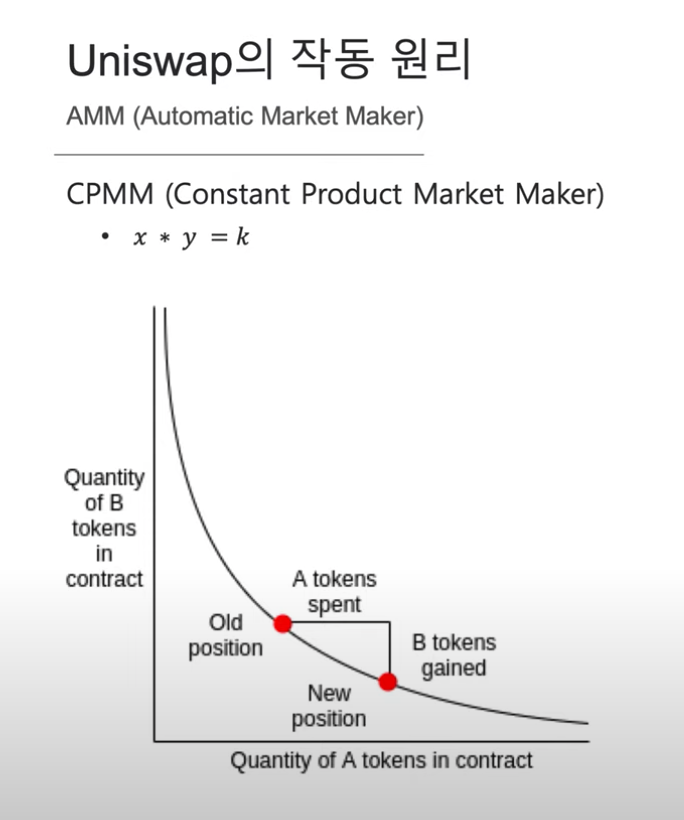 Uniswap의 작동 원리
AMM (Automatic Market Maker)
CPMM (Constant Product Market Maker)
• x * y = k
Quantity
of B
tokens
in
contract
A tokens
spent
Old
position
B tokens
gained
New
position
Quantity of A tokens in contract